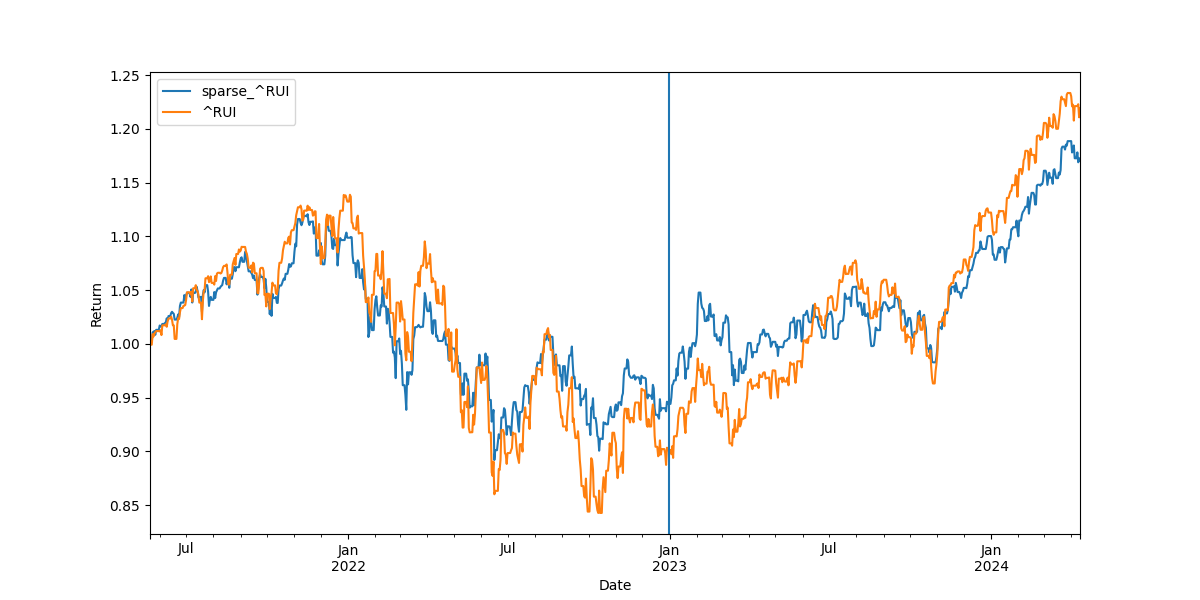 1.25
1.20
1.15
1.10
1.05
1.00
0.95
0.90
0.85
Return
sparse_^RUI
^RUI
Jul
Jan
2022
Jul
Jan
2023
Jul
Jan
2024
Date